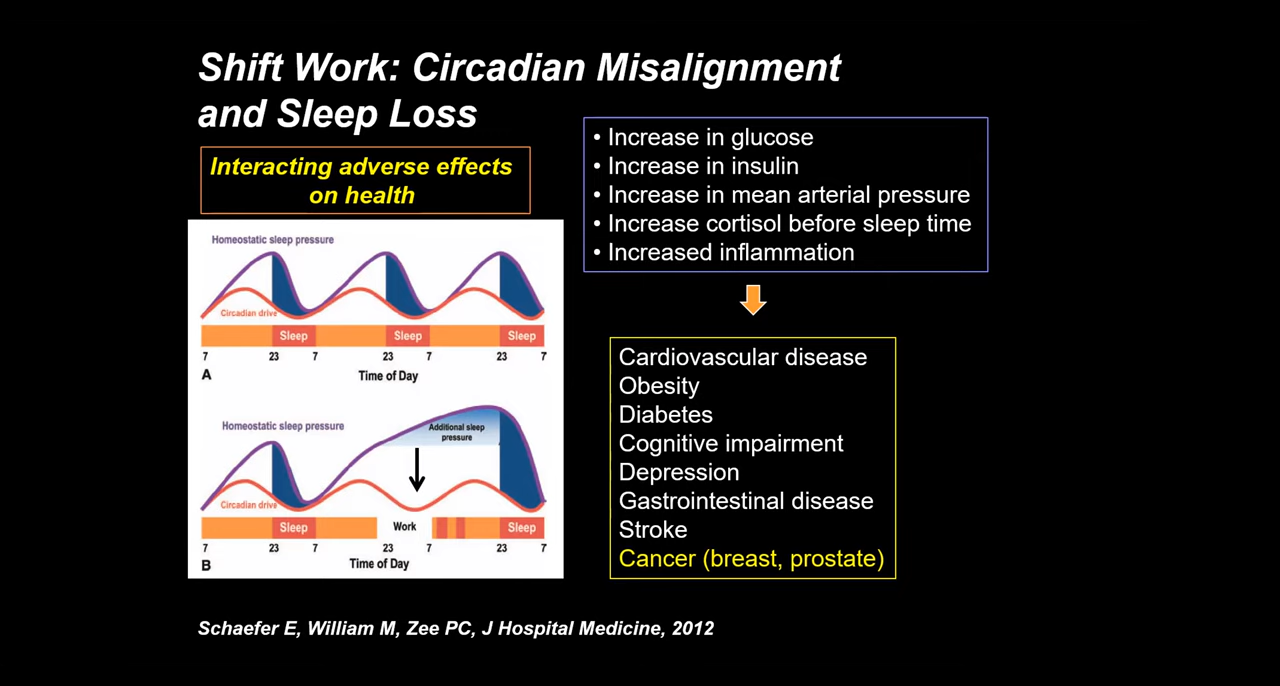 Shift Work: Circadian Misalignment
and Sleep Loss
Interacting adverse effects
on health
• Increase in glucose
• Increase in insulin
• Increase in mean arterial pressure
• Increase cortisol before sleep time
• Increased inflammation
Homeostatic sleep pressure
Circadian drive
Sleep Sleep Sleep
7 23 7 23 7 23 7
A Time of Day
Homeostatic sleep pressure
Additional sleep
pressure
Circadian drive
Sleep Work Sleep
7 23 7 23 7 23 7
B Time of Day
Cardiovascular disease
Obesity
Diabetes
Cognitive impairment
Depression
Gastrointestinal disease
Stroke
Cancer (breast, prostate)
Schaefer E, William M, Zee PC, J Hospital Medicine, 2012